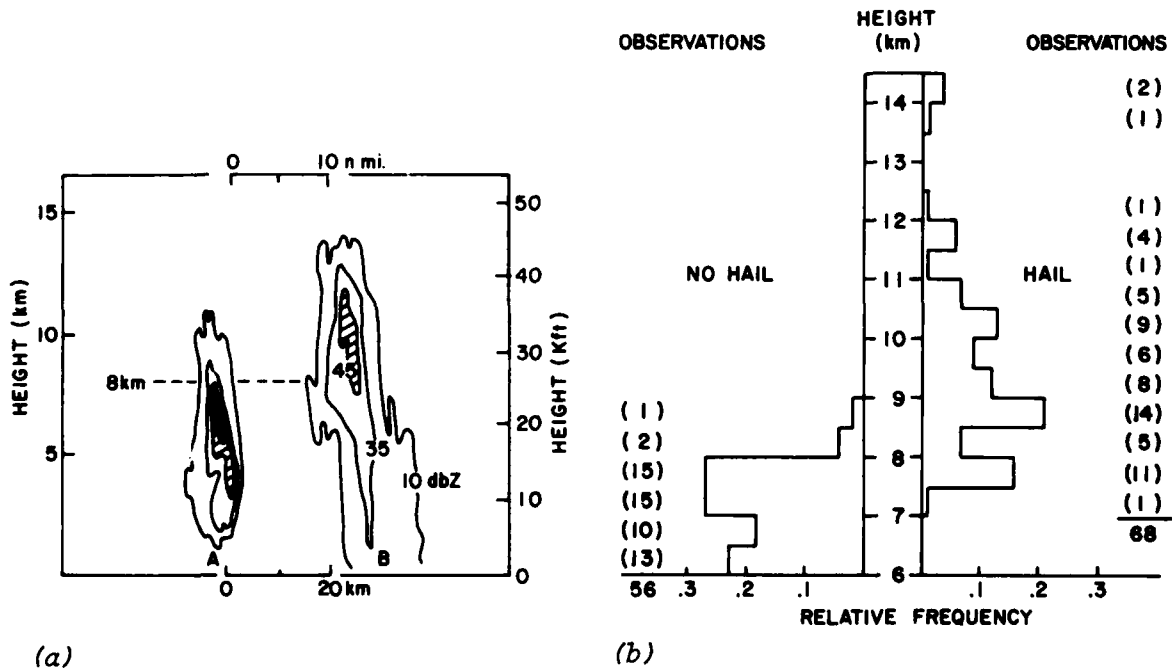 0 10 n mi.
HEIGHT (km)
15
10
5
8km
45
35
10 dbZ
A
B
0 20 km
50
40
30
20
10
0
HEIGHT (Kft)
(a)
OBSERVATIONS
HEIGHT
(km)
OBSERVATIONS
NO HAIL
HAIL
14
13
12
11
10
9
8
7
6
(1)
(2)
(15)
(15)
(10)
(13)
56
(2)
(1)
(1)
(4)
(1)
(5)
(9)
(6)
(8)
(14)
(5)
(11)
(1)
68
.3 .2 .1 .1 .2 .3
RELATIVE FREQUENCY
(b)